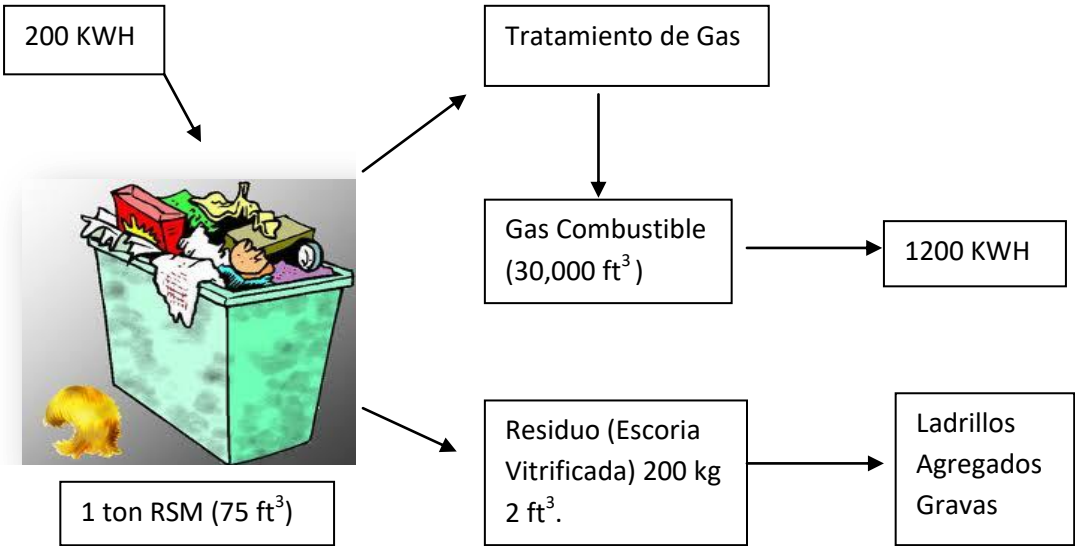 200 KWH
Tratamiento de Gas
Gas Combustible
(30,000 ft³ )
1200 KWH
1 ton RSM (75 ft³)
Residuo (Escoria
Vitrificada) 200 kg
2 ft³.
Ladrillos
Agregados
Gravas